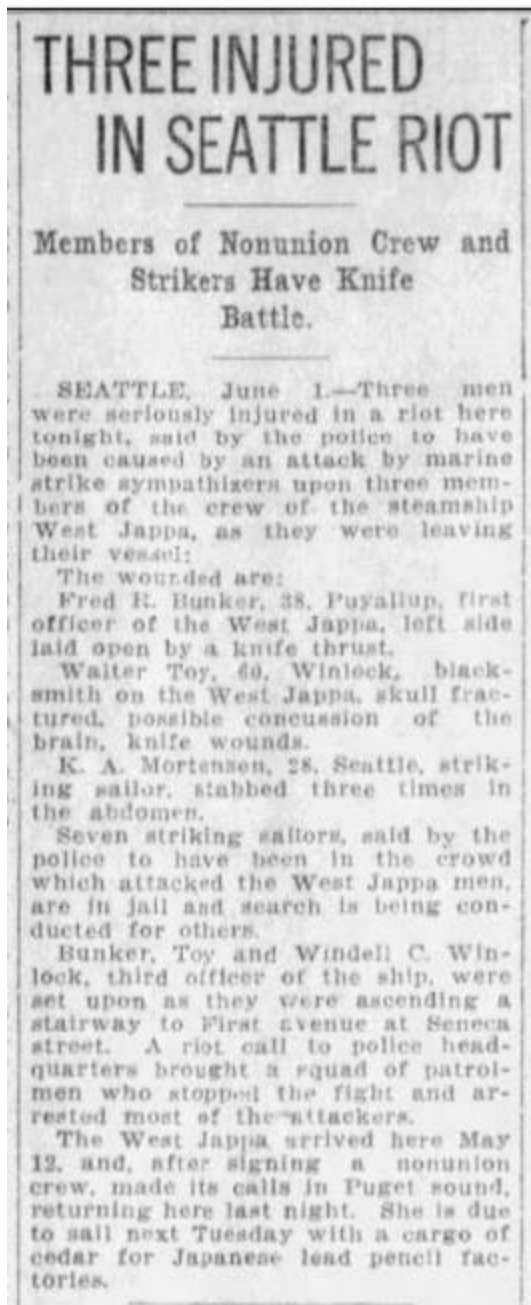 THREE INJURED
IN SEATTLE RIOT
Members of Nonunion Crew and
Strikers Have Knife
Battle.
SEATTLE, June 1.—Three men
were seriously injured in a riot here
tonight, said by the police to have
been caused by an attack by marine
strike sympathizers upon three mem-
bers of the crew of the steamship
West Jappa, as they were leaving
their vessel:
The wounded are:
Fred R. Bunker, 38, Puyallup, first
officer of the West Jappa, left side
laid open by a knife thrust.
Walter Toy, 60, Winlock, black-
smith on the West Jappa, skull frac-
tured, possible concussion of the
brain, knife wounds.
K. A. Mortensen, 28, Seattle, strik-
ing sailor, stabbed three times in
the abdomen.
Seven striking sailors, said by the
police to have been in the crowd
which attacked the West Jappa men,
are in jail and search is being con-
ducted for others.
Bunker, Toy and Windell C. Win-
lock, third officer of the ship, were
set upon as they were ascending a
stairway to First avenue at Seneca
street. A riot call to police head-
quarters brought a squad of patrol-
men who stopped the fight and ar-
rested most of the attackers.
The West Jappa arrived here May
12, and, after signing a nonunion
crew, made its calls in Puget sound,
returning here last night. She is due
to sail next Tuesday with a cargo of
cedar for Japanese lead pencil fac-
tories.